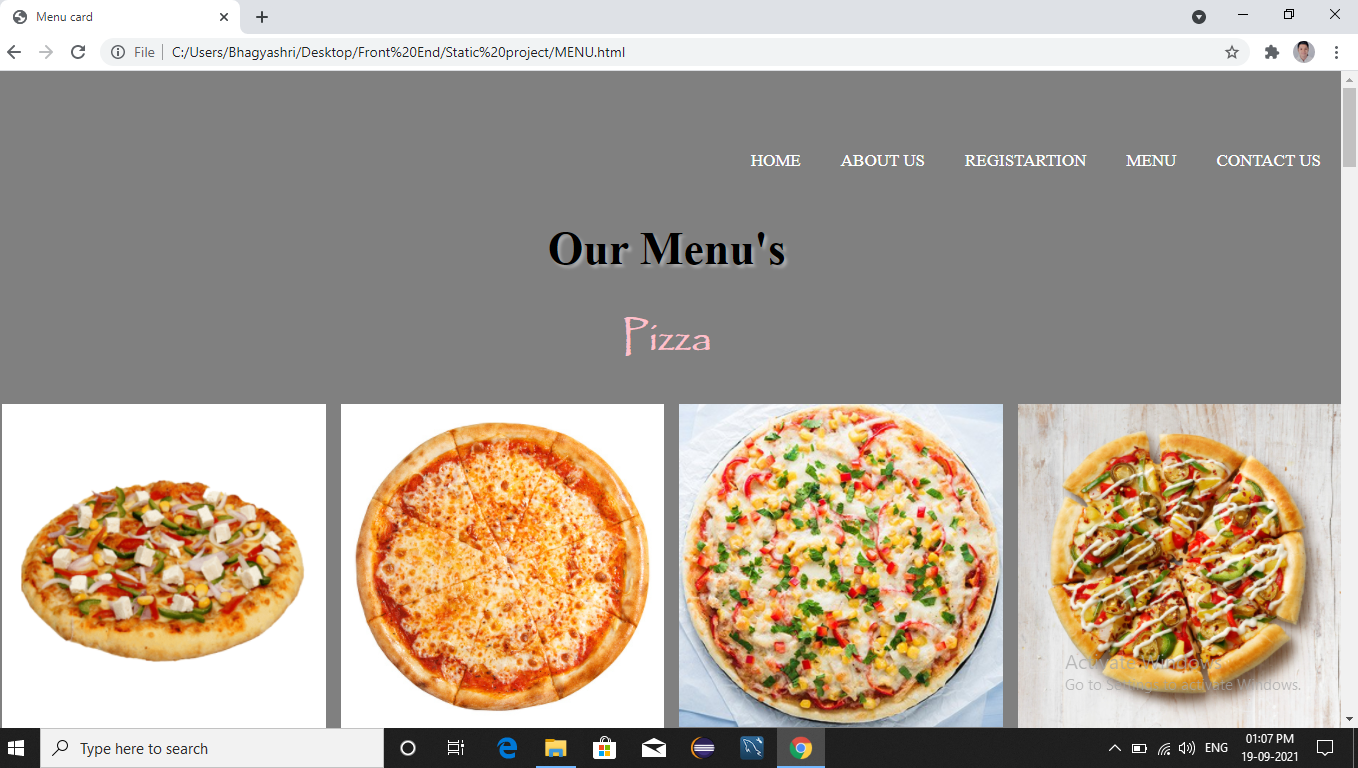 Menu card
File C:/Users/Bhagyashri/Desktop/Front%20End/Static%20project/MENU.html
HOME ABOUT US REGISTARTION MENU CONTACT US
Our Menu's
Pizza
Activate Windows
Go to Settings to activate Windows.
Type here to search
ENG
01:07 PM
19-09-2021